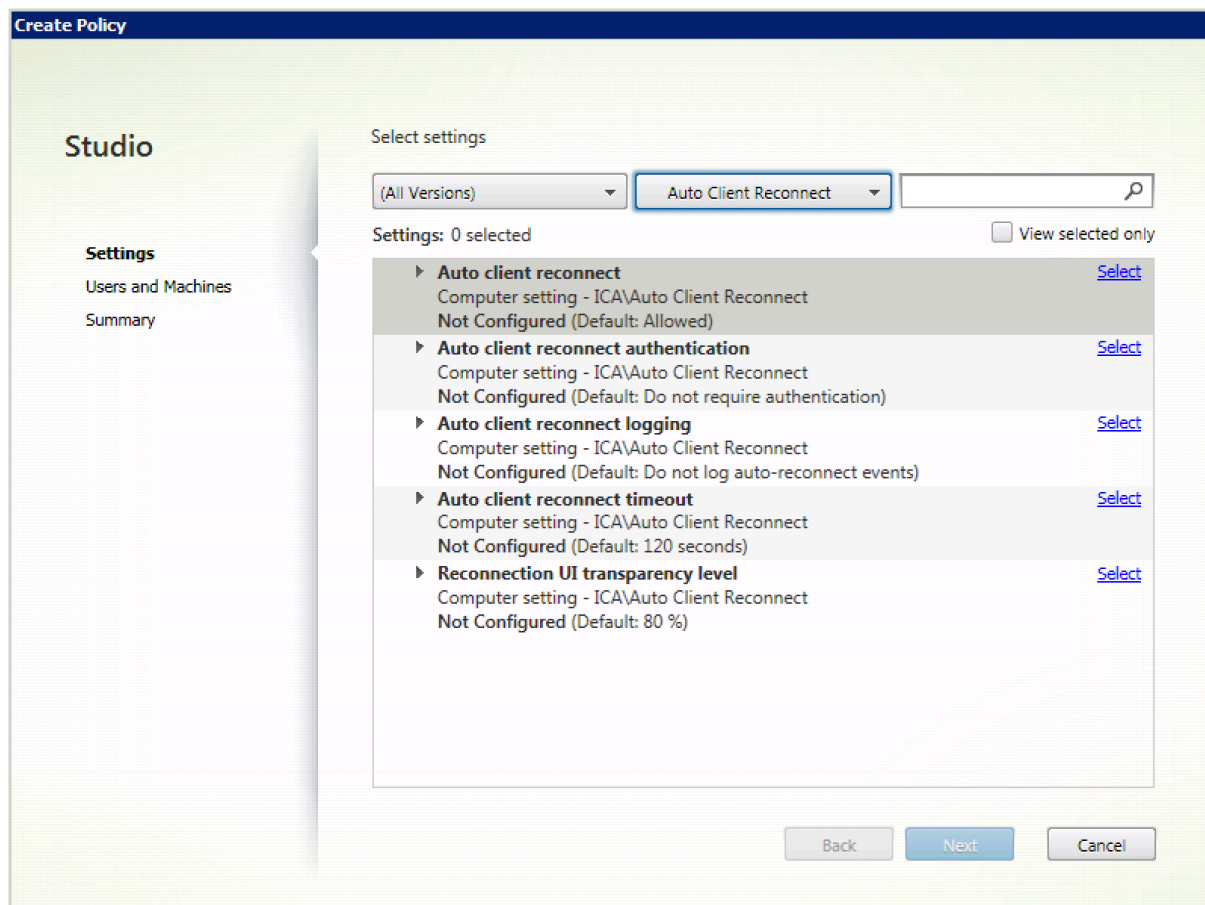 Create Policy
Studio
Settings
Users and Machines
Summary
Select settings
(All Versions)
Auto Client Reconnect
Settings: 0 selected
View selected only
Auto client reconnect
Select
Computer setting - ICA\Auto Client Reconnect
Not Configured (Default: Allowed)
Auto client reconnect authentication
Select
Computer setting - ICA\Auto Client Reconnect
Not Configured (Default: Do not require authentication)
Auto client reconnect logging
Select
Computer setting - ICA\Auto Client Reconnect
Not Configured (Default: Do not log auto-reconnect events)
Auto client reconnect timeout
Select
Computer setting - ICA\Auto Client Reconnect
Not Configured (Default: 120 seconds)
Reconnection UI transparency level
Select
Computer setting - ICA\Auto Client Reconnect
Not Configured (Default: 80 %)
Back
Next
Cancel